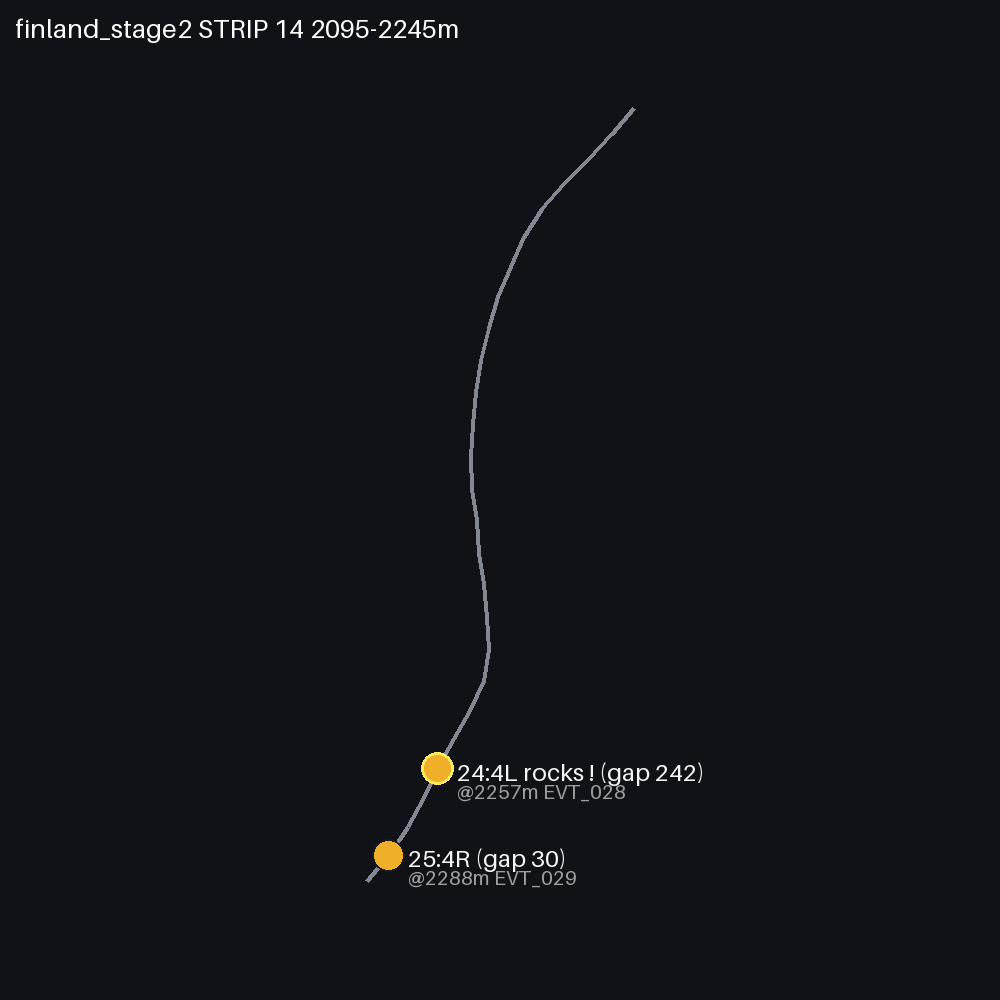 finland_stage2 STRIP 14 2095-2245m
24:4L rocks ! (gap 242)
@2257m EVT_028
25:4R (gap 30)
@2288m EVT_029